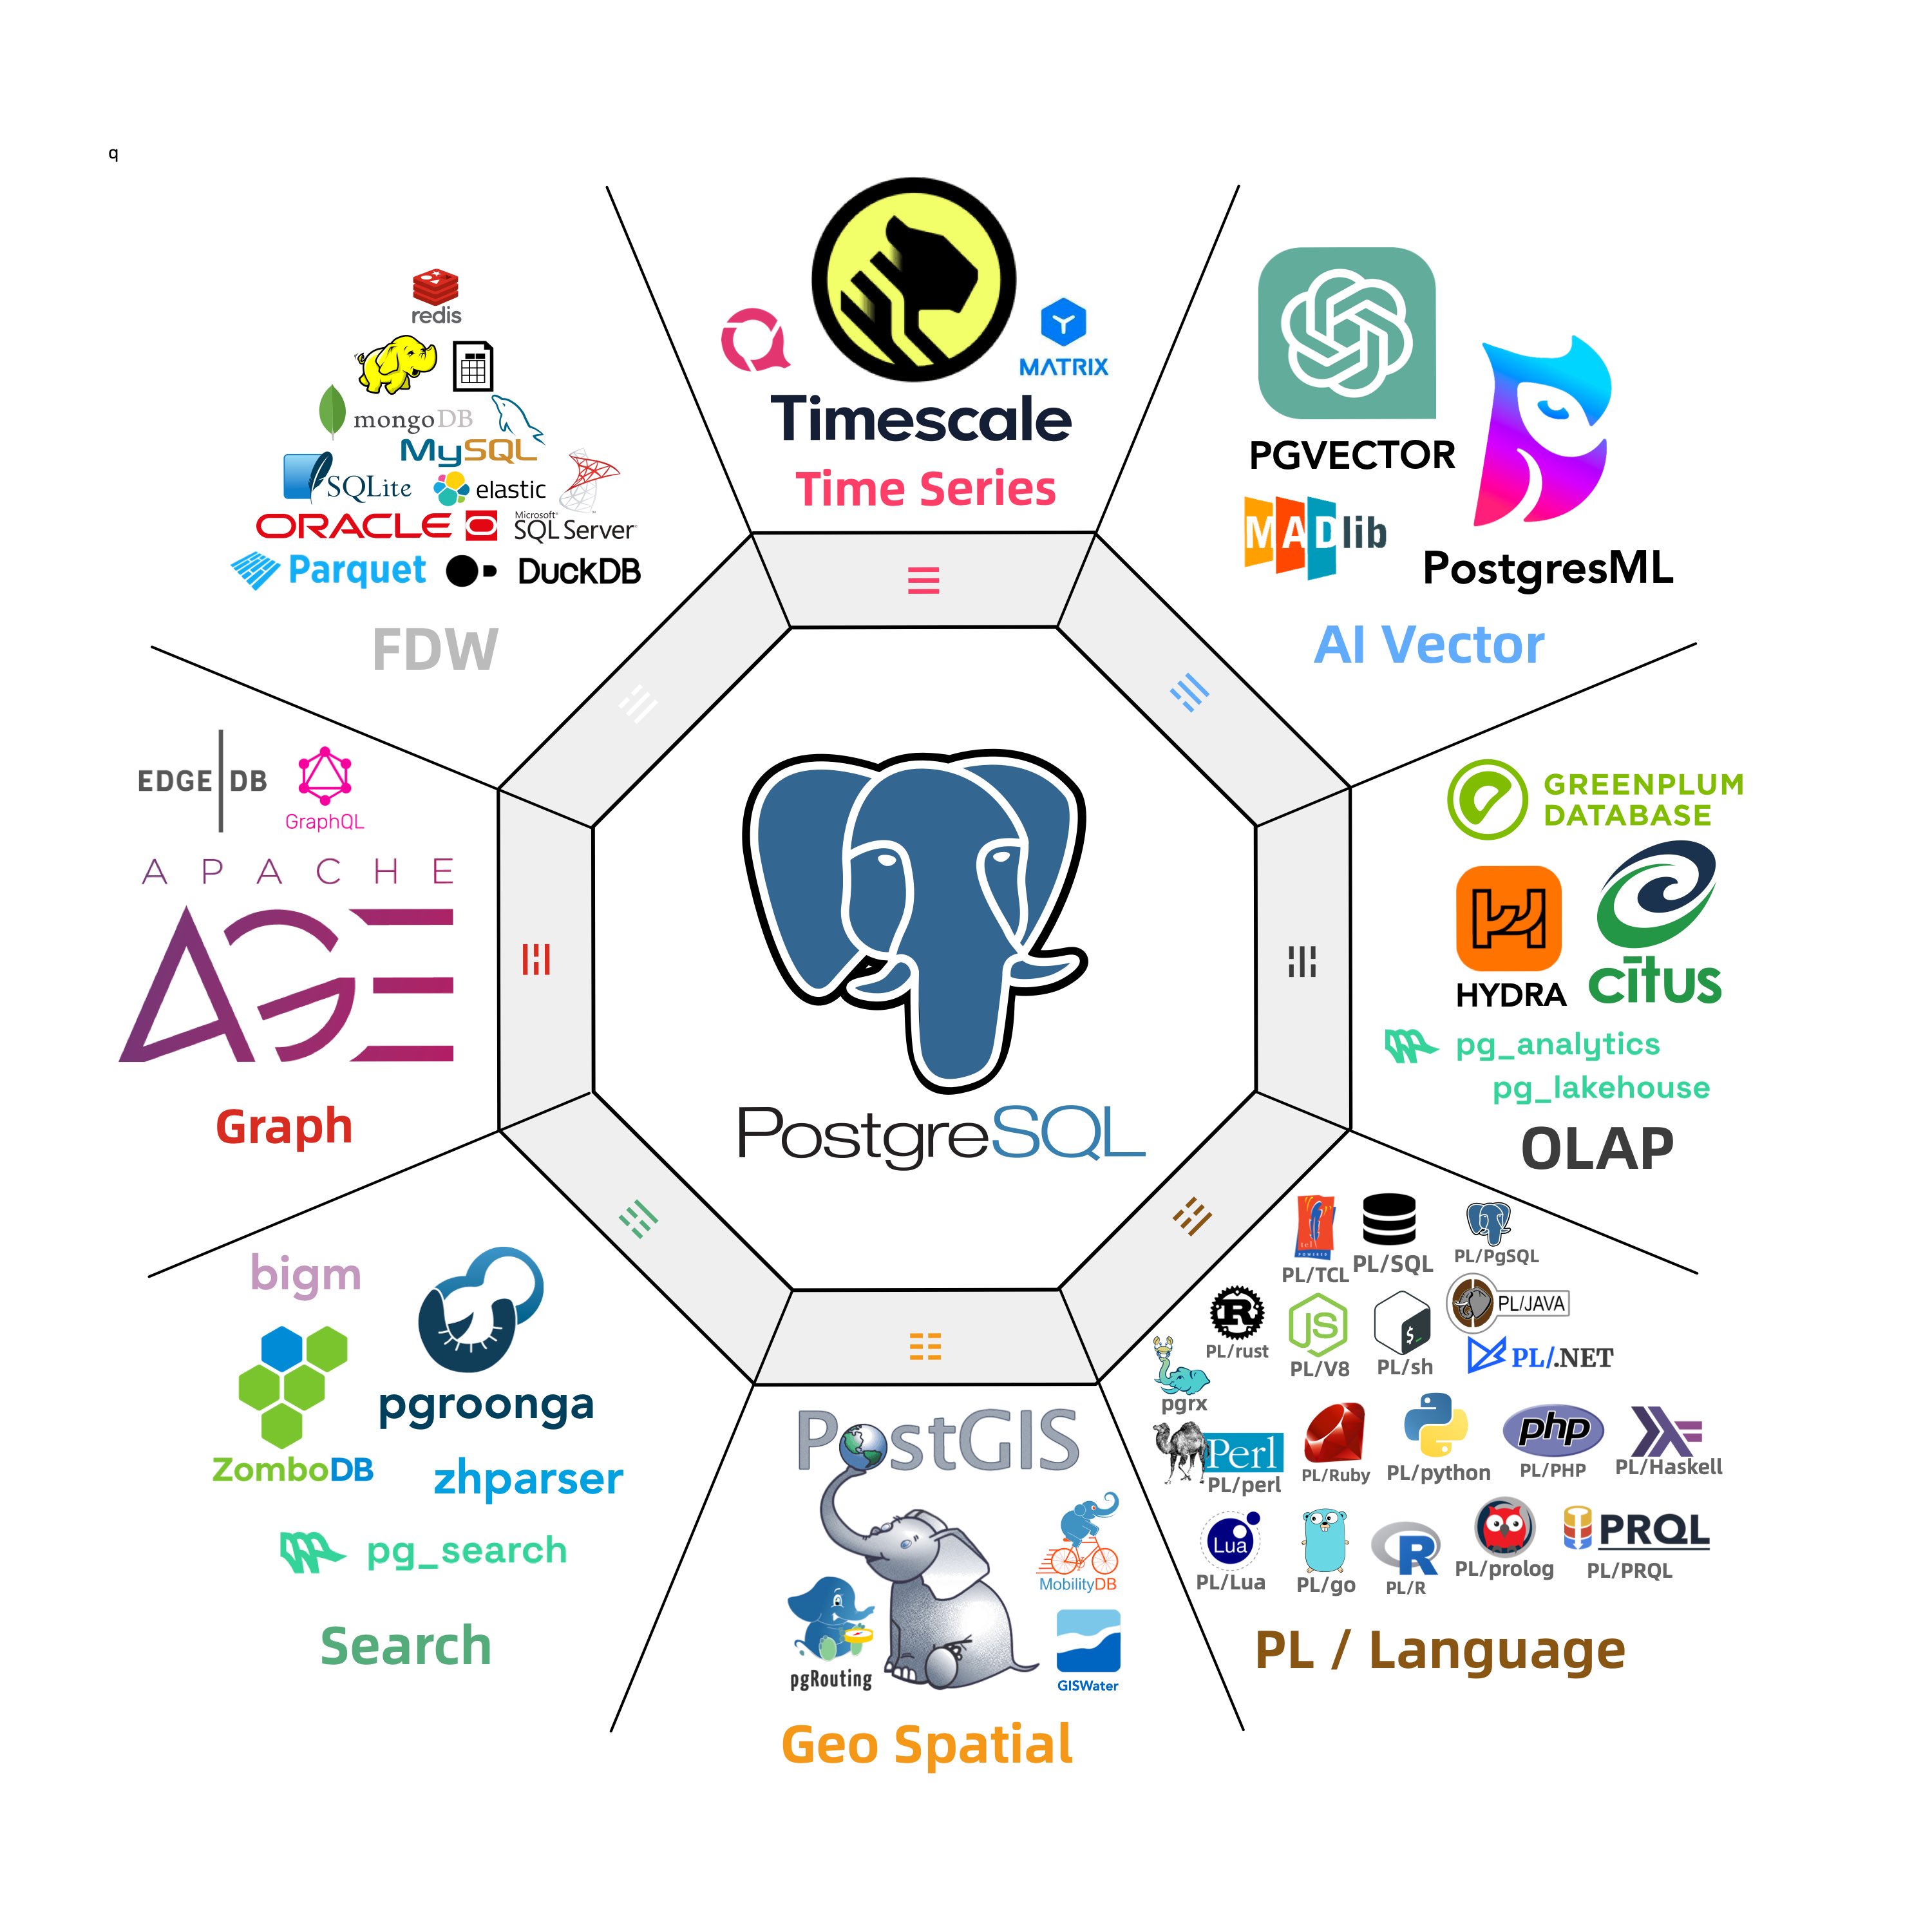 q
Timescale
MATRIX
Time Series
PGVECTOR
MADlib
PostgresML
AI Vector
GREENPLUM
DATABASE
HYDRA
citus
pg_analytics
pg_lakehouse
OLAP
PL/TCL
PL/SQL
PL/PgSQL
PL/rust
JS
PL/V8
$_
PL/sh
PL/JAVA
PL/.NET
pgrx
Perl
PL/perl
PL/Ruby
PL/python
php
PL/PHP
PL/Haskell
Lua
PL/Lua
PL/go
R
PL/R
PL/prolog
PRQL
PL/PRQL
PL / Language
PostGIS
MobilityDB
pgRouting
GISWater
Geo Spatial
bigm
pgroonga
ZomboDB
zhparser
pg_search
Search
EDGE DB
GraphQL
APACHE
AGE
Graph
redis
mongoDB
MySQL
SQLite
elastic
ORACLE
Microsoft
SQL Server
Parquet
DuckDB
FDW
PostgreSQL